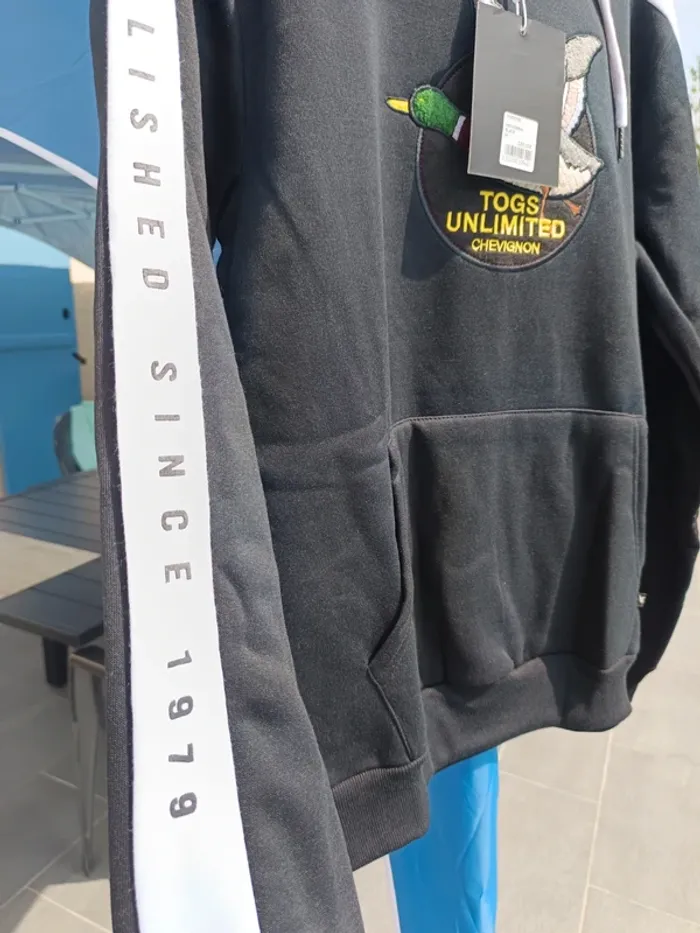 LISHED SINCE 1979
TOGS
UNLIMITED
CHEVIGNON